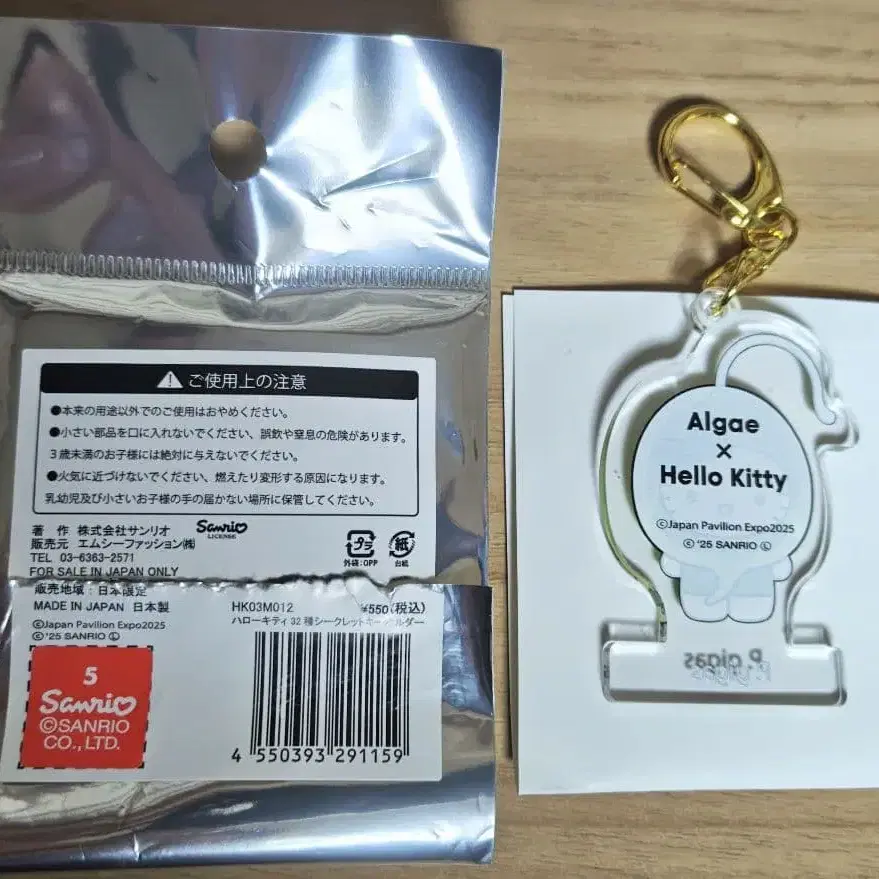 ご使用上の注意
●本来の用途以外でのご使用はおやめください。
●小さい部品を口に入れないでください、誤飲や窒息の危険があります。
3歳未満のお子様には絶対に与えないでください。
●火気に近づけないでください、燃えたり変形する原因になります。
乳幼児及び小さいお子様の手の届かない場所に保管してください。
著 作 株式会社サンリオ
Sanrio
LICENSE
販売元 エムシーファッション㈱
TEL 03-6363-2571
FOR SALE IN JAPAN ONLY
プラ
外袋:OPP
紙
台紙
販売地域:日本限定
MADE IN JAPAN 日本製
©Japan Pavilion Expo2025
© '25 SANRIO Ⓛ
HK03M012
¥550(税込)
ハローキティ 32 種シークレットキーホルダー
5
Sanrio
©SANRIO
CO., LTD.
4 550393 291159
Algae
×
Hello Kitty
©Japan Pavilion Expo2025
© '25 SANRIO Ⓛ
P. gigas